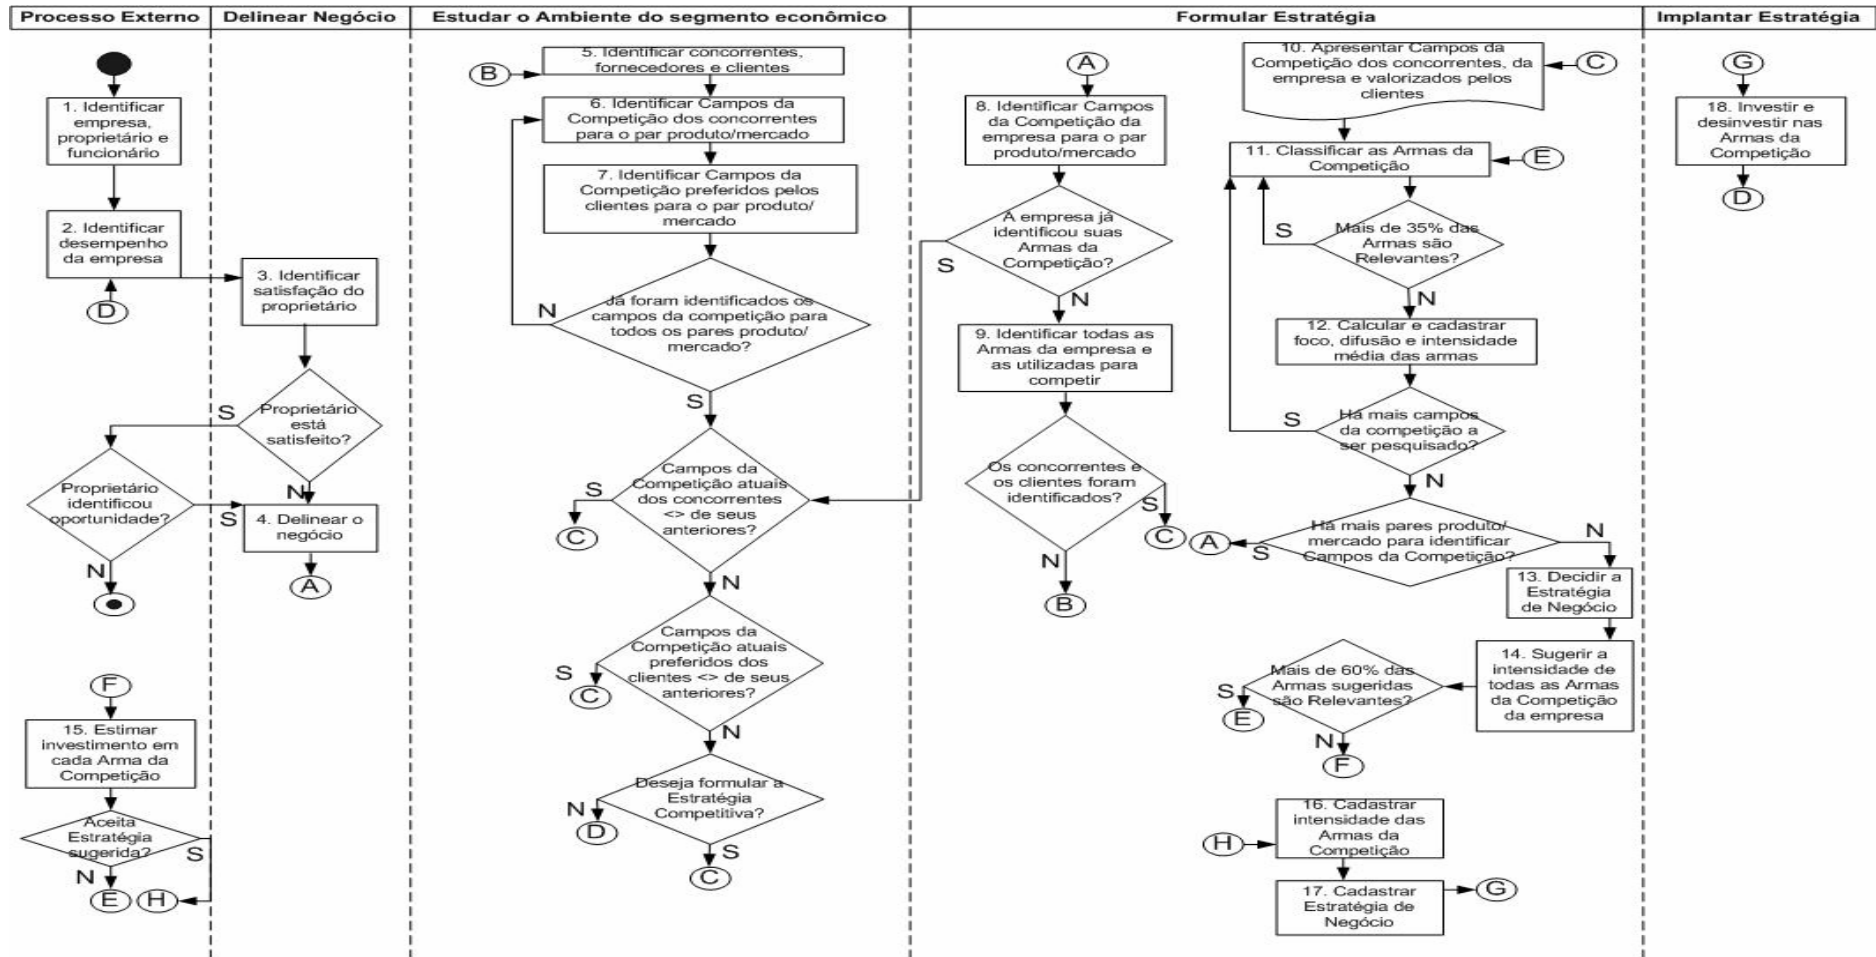 Processo Externo
Delinear Negócio
Estudar o Ambiente do segmento econômico
Formular Estratégia
Implantar Estratégia
1. Identificar
empresa,
proprietário e
funcionário
2. Identificar
desempenho
da empresa
D
S
Proprietário
identificou
oportunidade?
S
N
F
15. Estimar
investimento em
cada Arma da
Competição
Aceita
Estratégia
sugerida?
S
N
E
H
3. Identificar
satisfação do
proprietário
Proprietário
está
satisfeito?
N
4. Delinear o
negócio
A
B
5. Identificar concorrentes,
fornecedores e clientes
6. Identificar Campos da
Competição dos concorrentes
para o par produto/mercado
7. Identificar Campos da
Competição preferidos pelos
clientes para o par produto/
mercado
N
Já foram identificados os
campos da competição para
todos os pares produto/
mercado?
S
Campos da
Competição atuais
dos concorrentes
<> de seus
anteriores?
S
C
N
Campos da
Competição atuais
preferidos dos
clientes <> de seus
anteriores?
S
C
N
Deseja formular a
Estratégia
Competitiva?
N
D
S
C
A
8. Identificar Campos
da Competição da
empresa para o par
produto/mercado
A empresa já
identificou suas
Armas da
Competição?
S
N
9. Identificar todas as
Armas da empresa e
as utilizadas para
competir
Os concorrentes e
os clientes foram
identificados?
S
C
N
B
10. Apresentar Campos da
Competição dos concorrentes, da
empresa e valorizados pelos
clientes
C
11. Classificar as Armas da
Competição
E
S
Mais de 35% das
Armas são
Relevantes?
N
12. Calcular e cadastrar
foco, difusão e intensidade
média das armas
S
Há mais campos
da competição a
ser pesquisado?
N
Há mais pares produto/
mercado para identificar
Campos da Competição?
A
S
N
13. Decidir a
Estratégia
de Negócio
14. Sugerir a
intensidade de
todas as Armas
da Competição
da empresa
Mais de 60% das
Armas sugeridas
são Relevantes?
S
E
N
F
16. Cadastrar
intensidade das
Armas da
Competição
H
17. Cadastrar
Estratégia de
Negócio
G
G
18. Investir e
desinvestir nas
Armas da
Competição
D